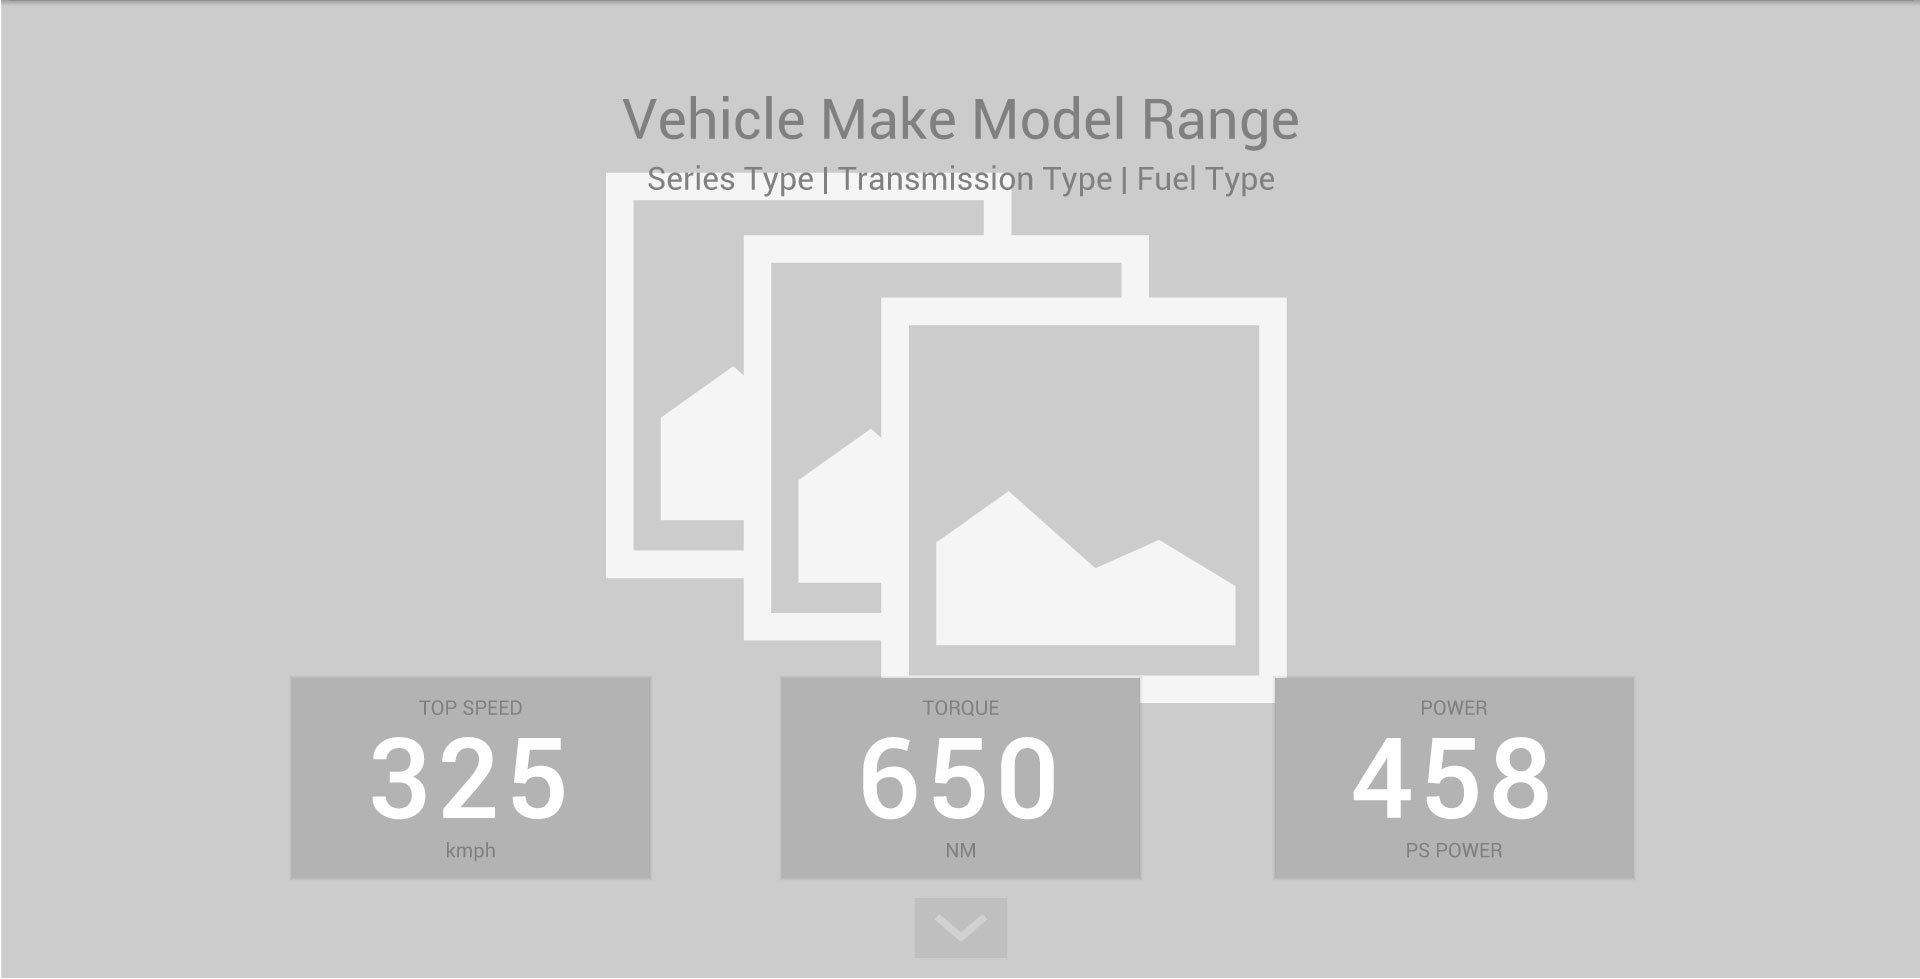 Vehicle Make Model Range
Series Type | Transmission Type | Fuel Type
TOP SPEED
325
kmph
TORQUE
650
NM
POWER
458
PS POWER